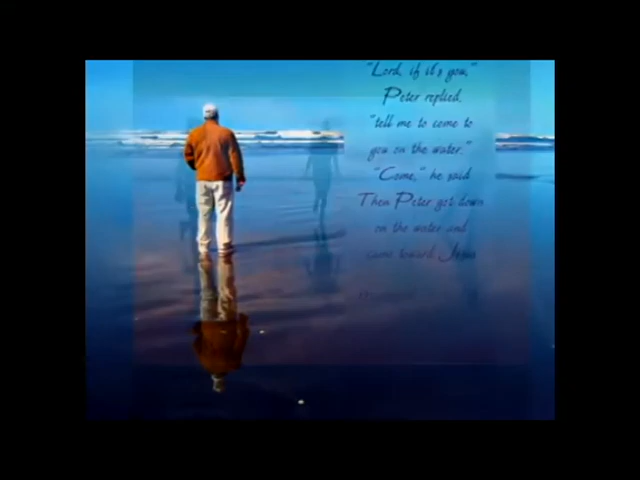 "Lord, if it's you,"
Peter replied,
"tell me to come to
you on the water."
"Come," he said
Then Peter got down
on the water and
came toward Jesus